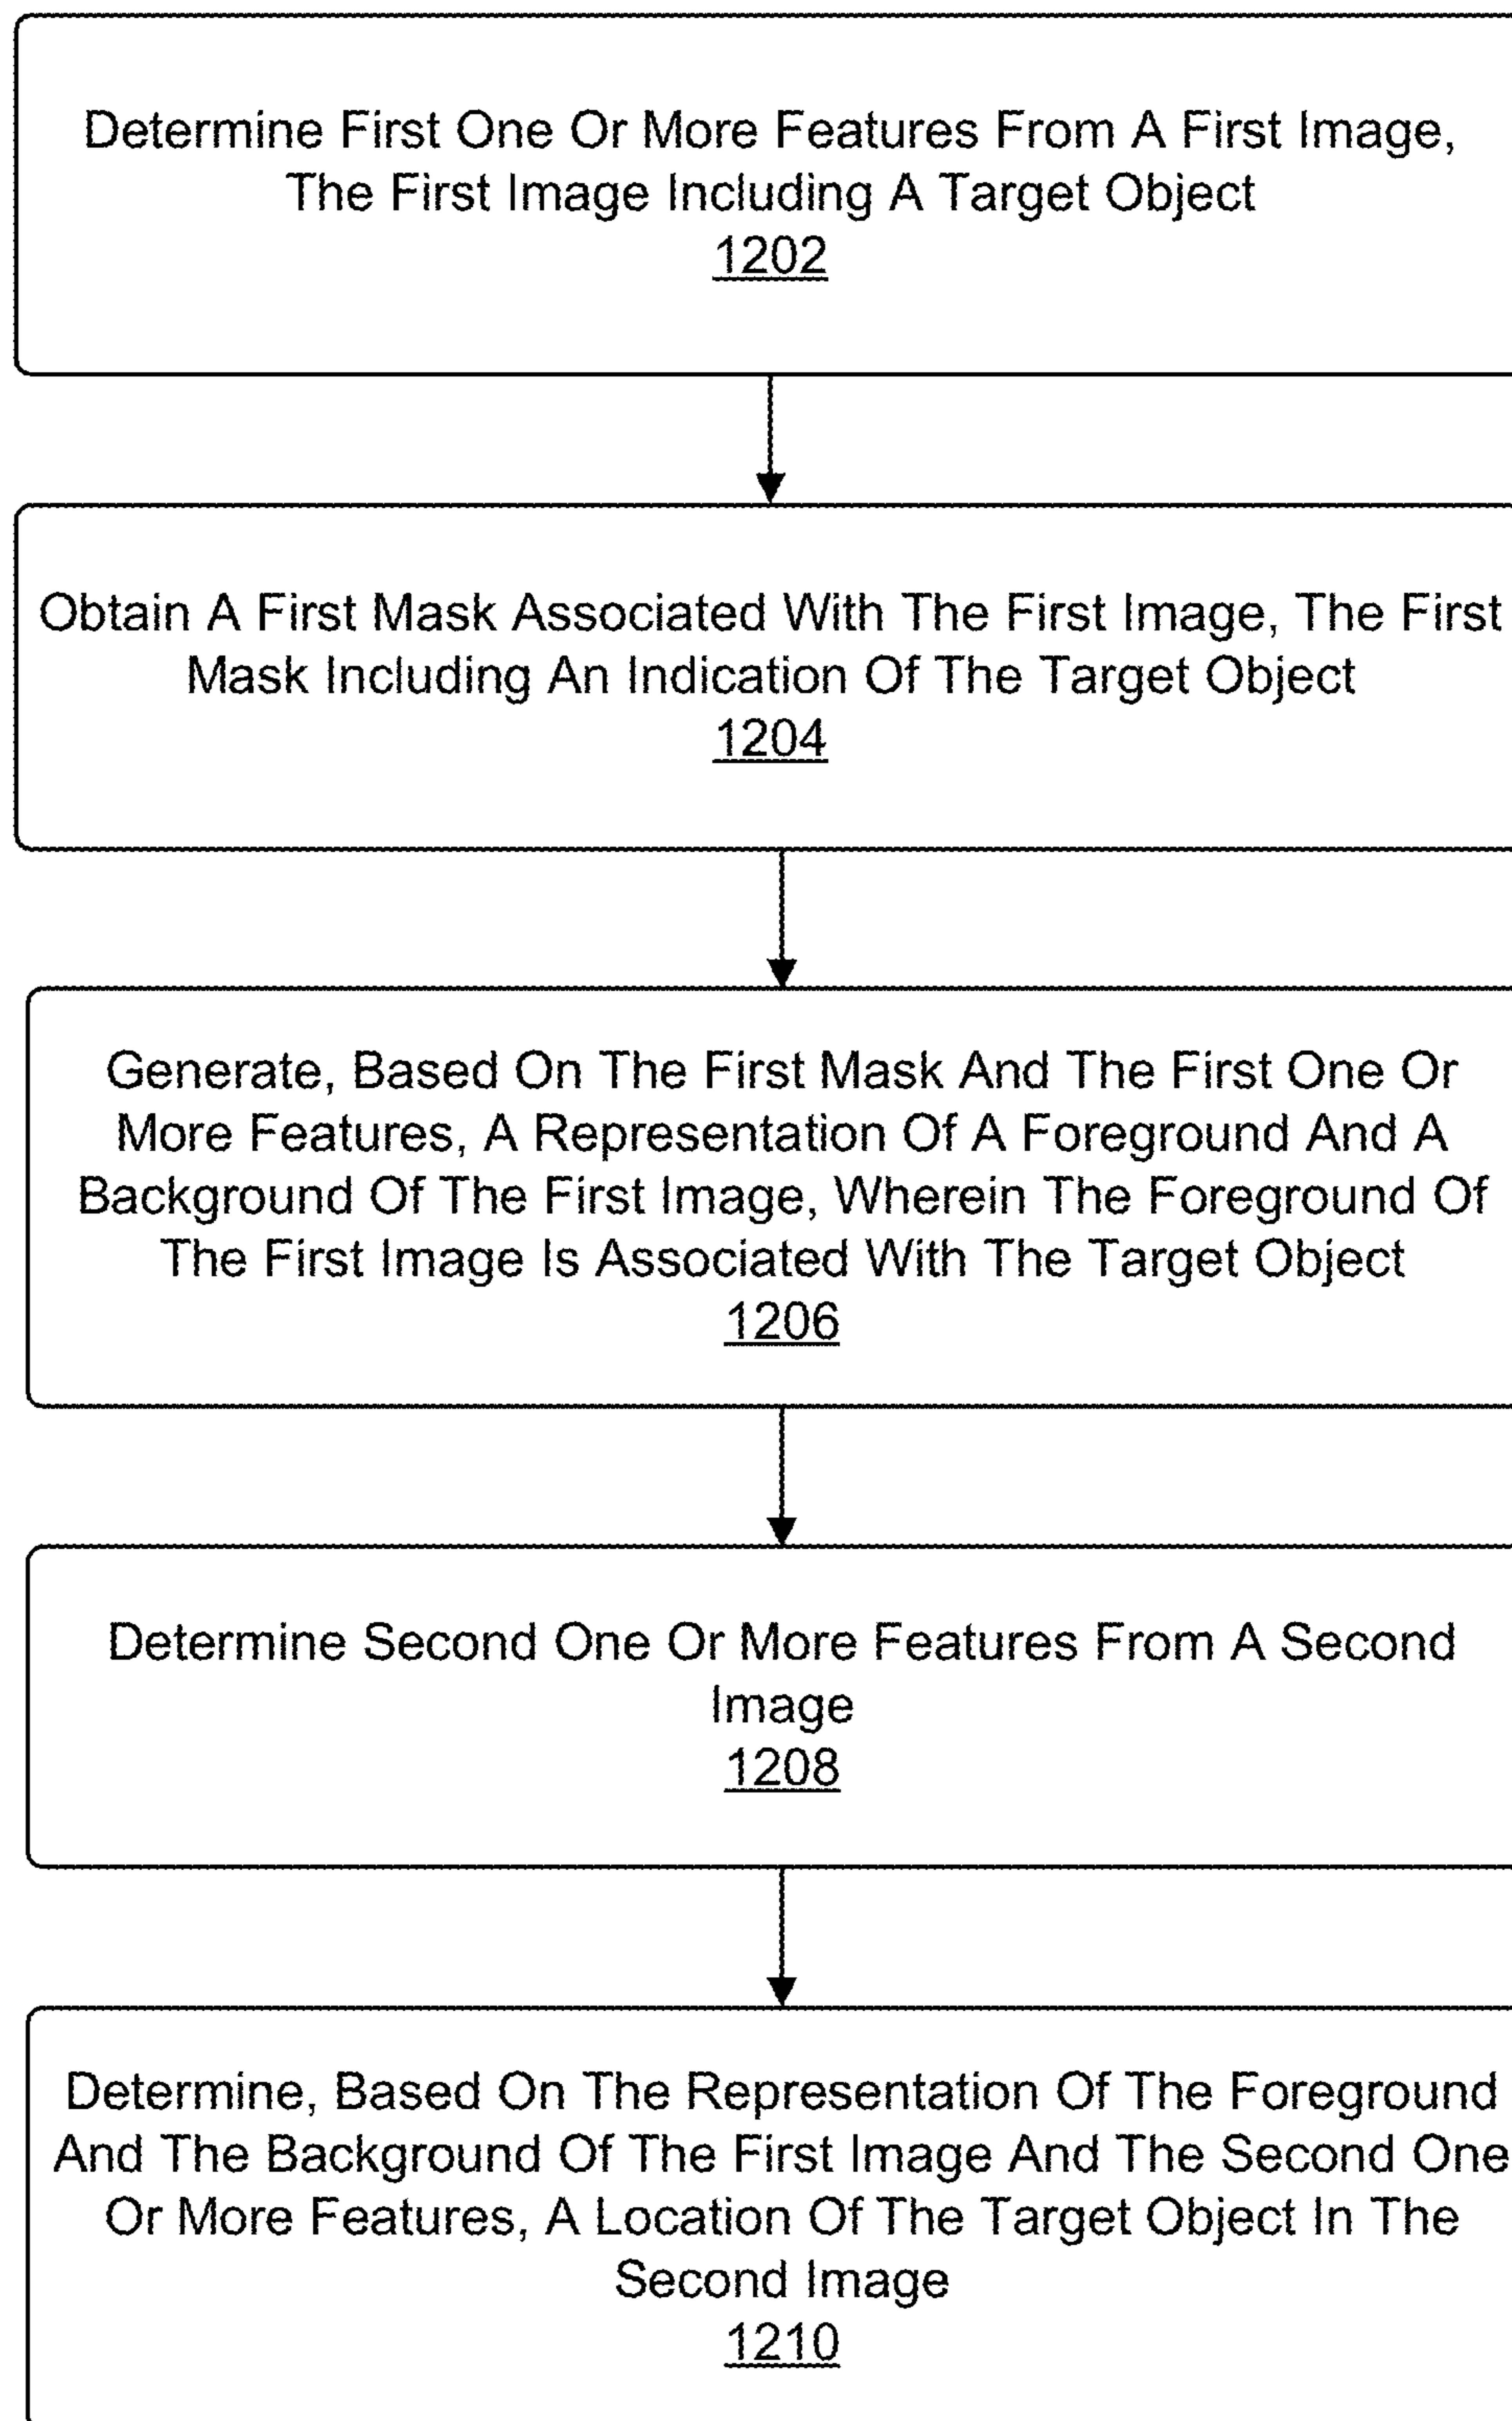 Determine First One Or More Features From A First Image,
The First Image Including A Target Object
1202
Obtain A First Mask Associated With The First Image, The First
Mask Including An Indication Of The Target Object
1204
Generate, Based On The First Mask And The First One Or
More Features, A Representation Of A Foreground And A
Background Of The First Image, Wherein The Foreground Of
The First Image Is Associated With The Target Object
1206
Determine Second One Or More Features From A Second
Image
1208
Determine, Based On The Representation Of The Foreground
And The Background Of The First Image And The Second One
Or More Features, A Location Of The Target Object In The
Second Image
1210